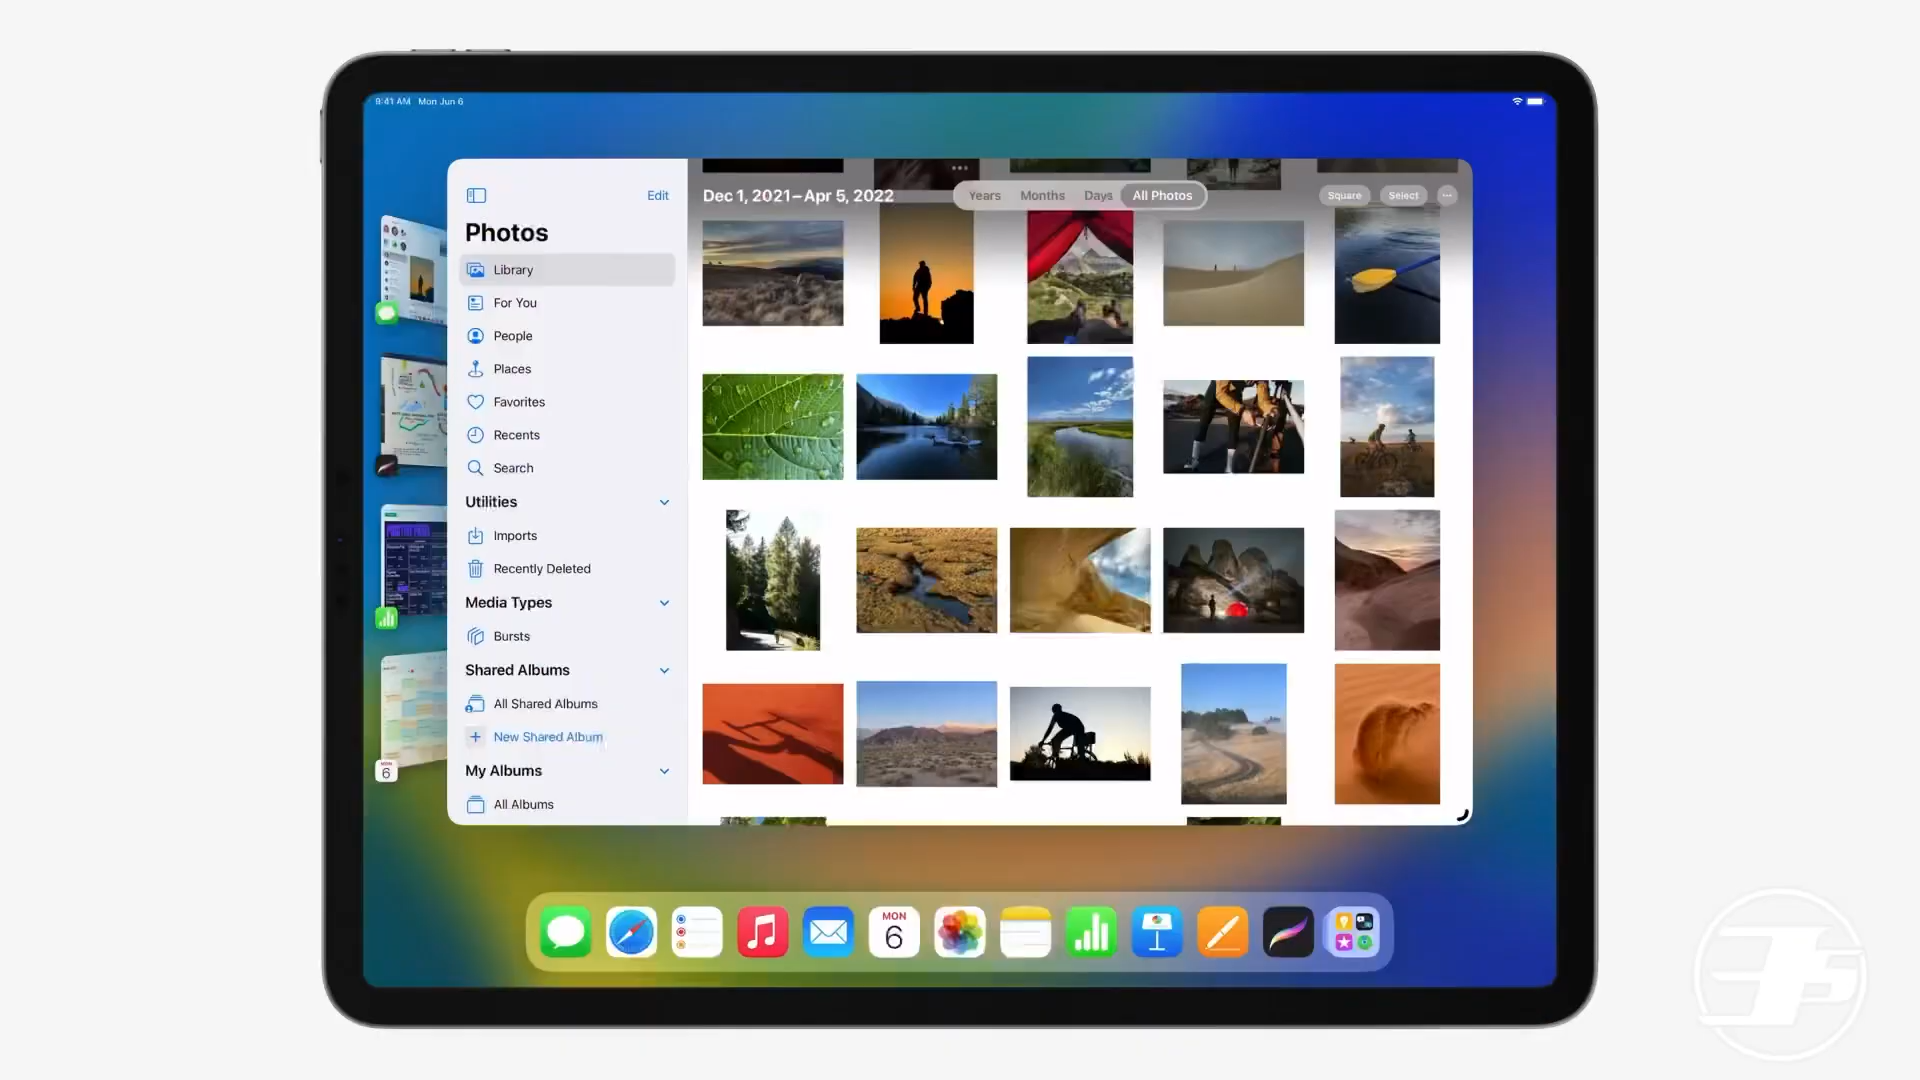 9:41 AM Mon Jun 6
Edit
Photos
Library
For You
People
Places
Favorites
Recents
Search
Utilities
Imports
Recently Deleted
Media Types
Bursts
Shared Albums
All Shared Albums
New Shared Album
My Albums
All Albums
Dec 1, 2021–Apr 5, 2022
Years Months Days All Photos
Square Select
6
MON
6